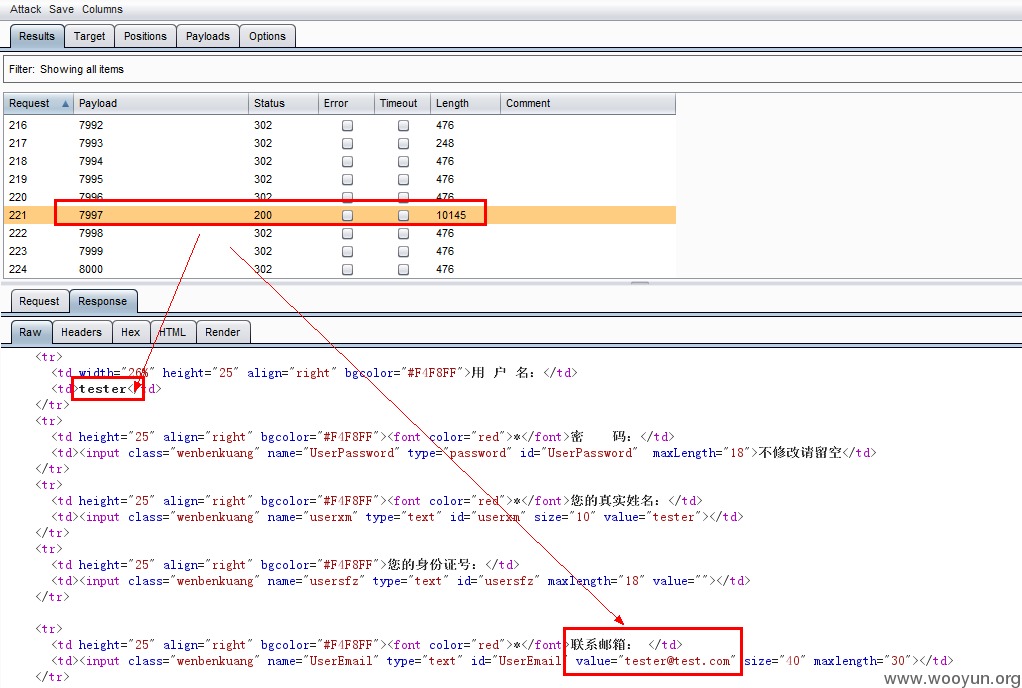 Attack Save Columns
Results Target Positions Payloads Options
Filter: Showing all items
Request Payload Status Error Timeout Length Comment
216 7992 302 476
217 7993 302 248
218 7994 302 476
219 7995 302 476
220 7996 302 476
221 7997 200 10145
222 7998 302 476
223 7999 302 476
224 8000 302 476
Request Response
Raw Headers Hex HTML Render
<tr>
<td width="26%" height="25" align="right" bgcolor="#F4F8FF">用 户 名：</td>
<td>tester</td>
</tr>
<tr>
<td height="25" align="right" bgcolor="#F4F8FF"><font color="red">*</font>密 码：</td>
<td><input class="wenbenkuang" name="UserPassword" type="password" id="UserPassword" maxLength="18">不修改请留空</td>
</tr>
<tr>
<td height="25" align="right" bgcolor="#F4F8FF"><font color="red">*</font>您的真实姓名：</td>
<td><input class="wenbenkuang" name="userxm" type="text" id="userxm" size="10" value="tester"></td>
</tr>
<tr>
<td height="25" align="right" bgcolor="#F4F8FF">您的身份证号：</td>
<td><input class="wenbenkuang" name="usersfz" type="text" id="usersfz" maxlength="18" value=""></td>
</tr>
<tr>
<td height="25" align="right" bgcolor="#F4F8FF"><font color="red">*</font>联系邮箱： </td>
<td><input class="wenbenkuang" name="UserEmail" type="text" id="UserEmail" value="tester@test.com" size="40" maxlength="30"></td>
</tr>
www.wooyun.org